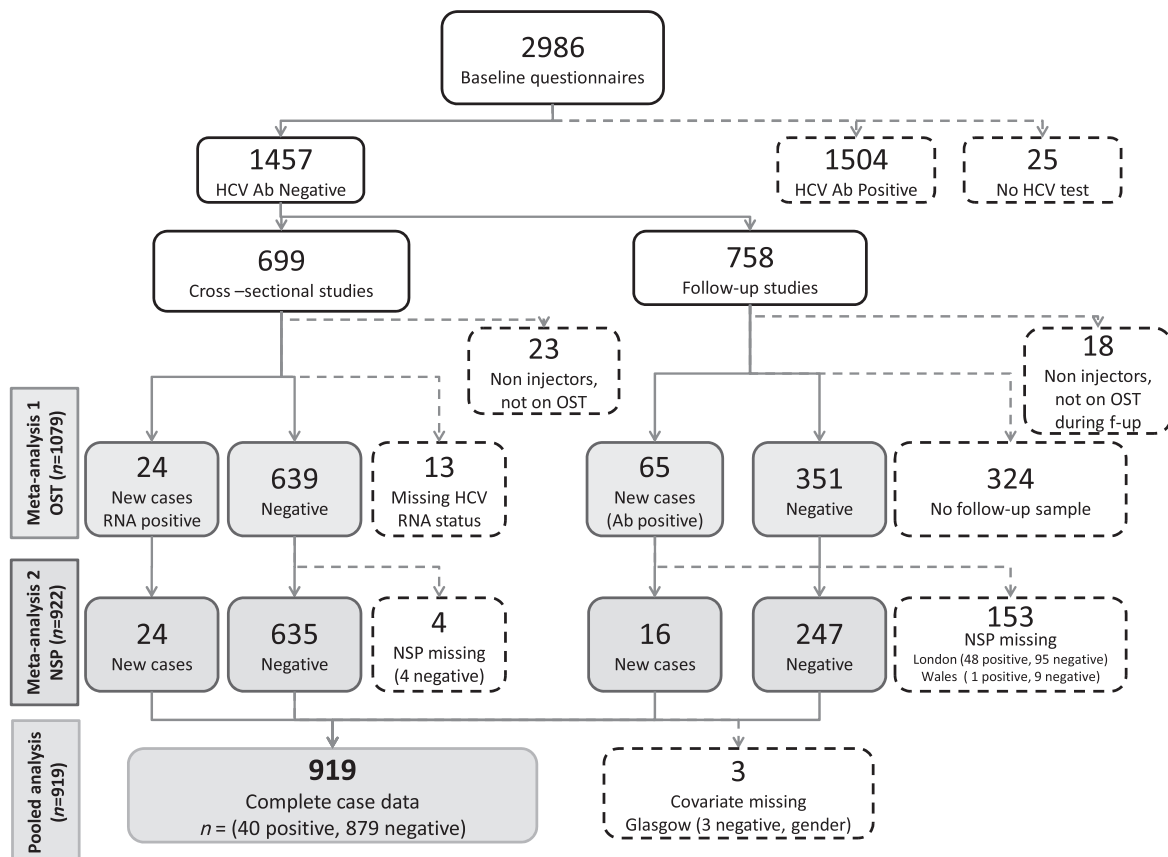 2986
Baseline questionnaires
1457
HCV Ab Negative
1504
HCV Ab Positive
25
No HCV test
699
Cross –sectional studies
758
Follow-up studies
23
Non injectors,
not on OST
18
Non injectors,
not on OST
during f-up
Meta-analysis 1
OST (n=1079)
24
New cases
RNA positive
639
Negative
13
Missing HCV
RNA status
65
New cases
(Ab positive)
351
Negative
324
No follow-up sample
Meta-analysis 2
NSP (n=922)
24
New cases
635
Negative
4
NSP missing
(4 negative)
16
New cases
247
Negative
153
NSP missing
London (48 positive, 95 negative)
Wales ( 1 positive, 9 negative)
Pooled analysis
(n=919)
919
Complete case data
n = (40 positive, 879 negative)
3
Covariate missing
Glasgow (3 negative, gender)